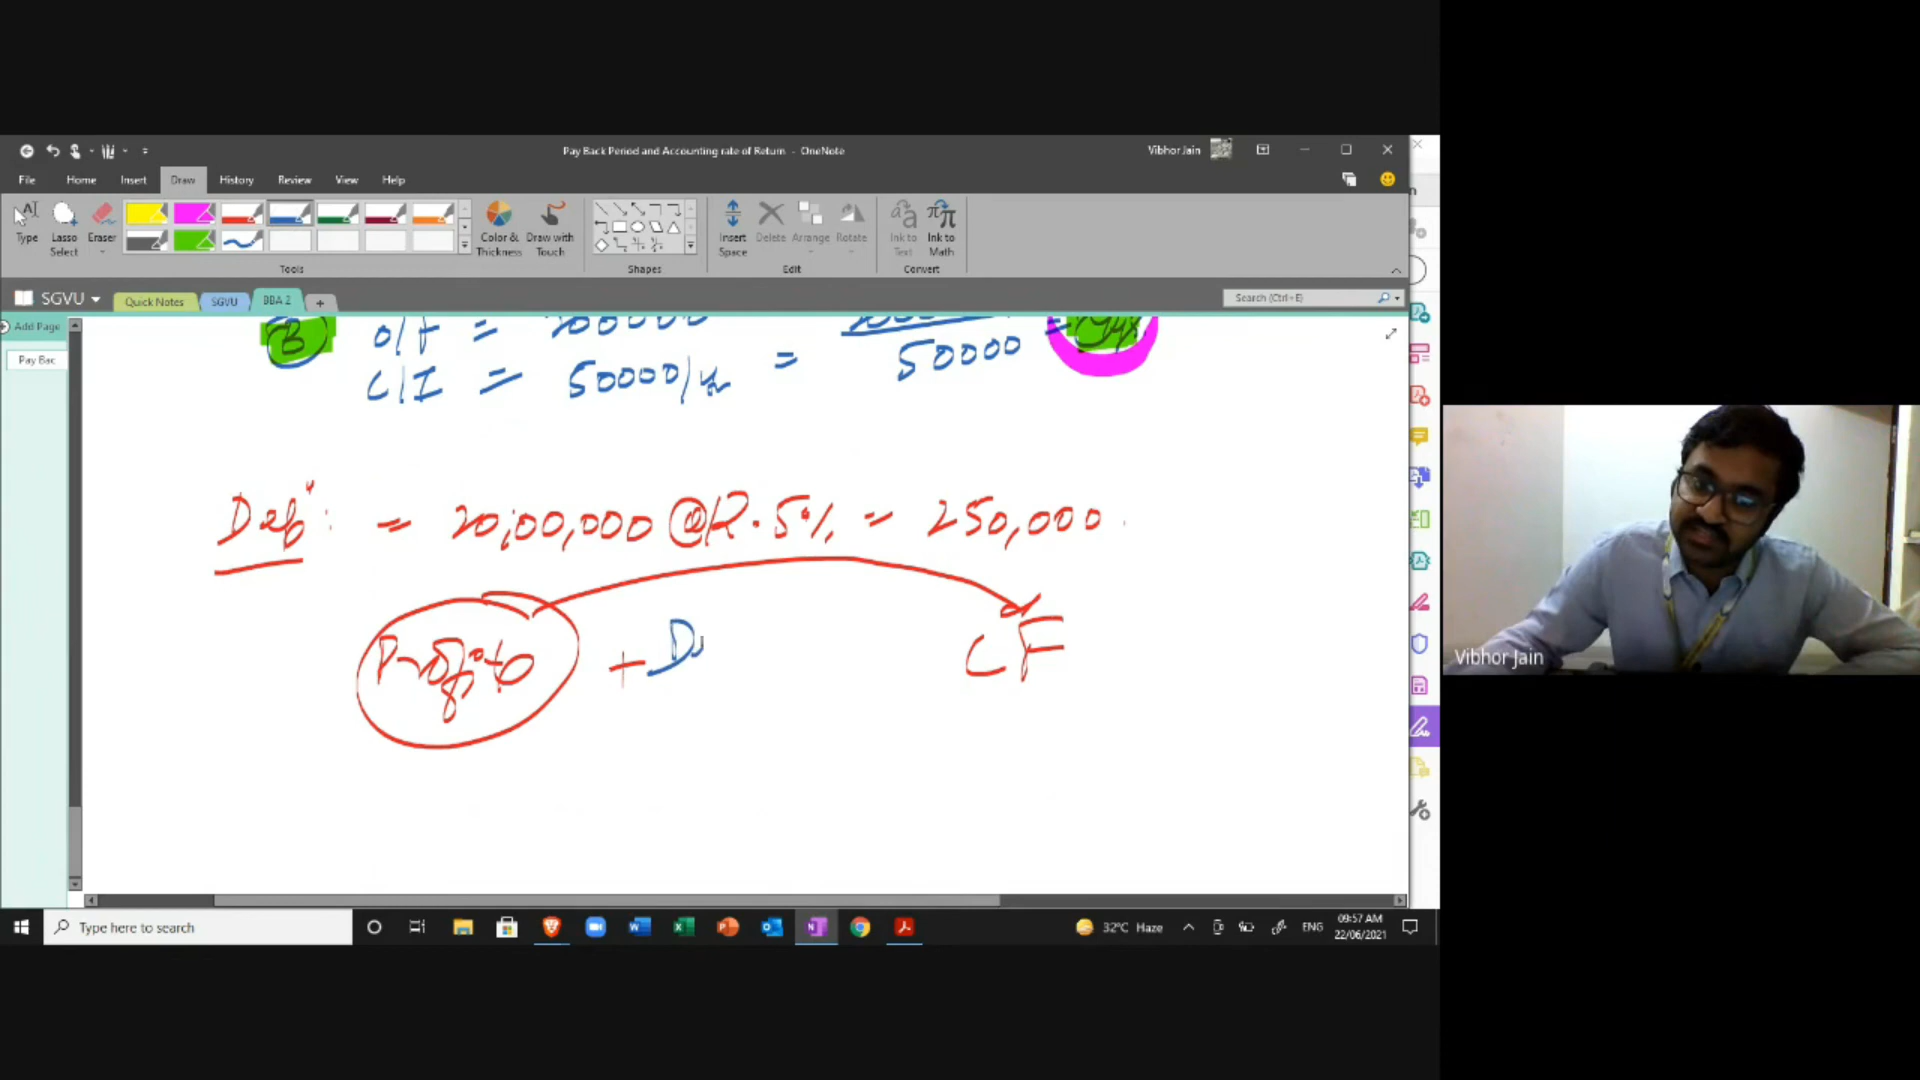 Pay Back Period and Accounting rate of Return - OneNote
Vibhor Jain
File Home Insert Draw History Review View Help
Type Lasso Select Eraser Color & Thickness Draw with Touch Insert Space Delete Arrange Rotate Ink to Text Ink to Math
Tools Shapes Edit Convert
SGVU Quick Notes SGVU BBA 2 + Search (Ctrl+E)
Add Page
Pay Bac
B O/F =
C/I = 50000/yr = 50000 =
Depn: = 20,00,000 @12.5% = 250,000
Profit + D CF
Vibhor Jain
Type here to search
32°C Haze ENG 09:57 AM
22/06/2021